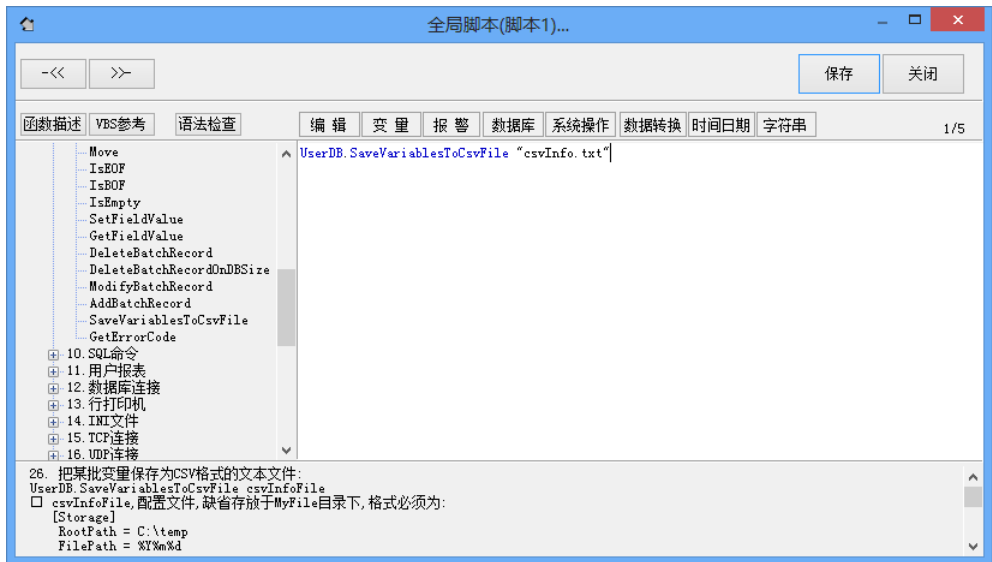 全局脚本(脚本1)...
-<<
>>-
保存
关闭
函数描述
VBS参考
语法检查
编 辑
变 量
报 警
数据库
系统操作
数据转换
时间日期
字符串
1/5
Move
IsEOF
IsBOF
IsEmpty
SetFieldValue
GetFieldValue
DeleteBatchRecord
DeleteBatchRecordOnDBSize
ModifyBatchRecord
AddBatchRecord
SaveVariablesToCsvFile
GetErrorCode
10.SQL命令
11.用户报表
12.数据库连接
13.行打印机
14.INI文件
15.TCP连接
16.UDP连接
UserDB.SaveVariablesToCsvFile "csvInfo.txt"
26. 把某批变量保存为CSV格式的文本文件:
UserDB.SaveVariablesToCsvFile csvInfoFile
□ csvInfoFile,配置文件,缺省存放于MyFile目录下,格式必须为:
[Storage]
RootPath = C:\temp
FilePath = %Y%m%d